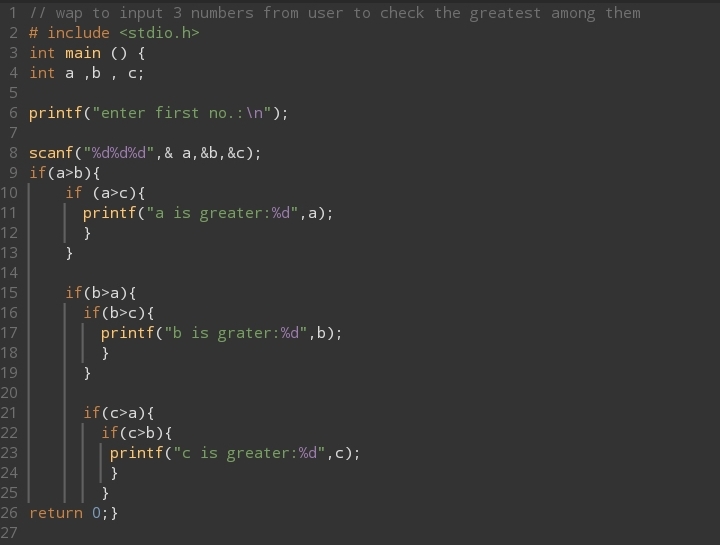 1 // wap to input 3 numbers from user to check the greatest among them
2 # include <stdio.h>
3 int main () {
4 int a ,b , c;
5
6 printf("enter first no.:\n");
7
8 scanf("%d%d%d",& a,&b,&c);
9 if(a>b){
10 if (a>c){
11 printf("a is greater:%d",a);
12 }
13 }
14
15 if(b>a){
16 if(b>c){
17 printf("b is grater:%d",b);
18 }
19 }
20
21 if(c>a){
22 if(c>b){
23 printf("c is greater:%d",c);
24 }
25 }
26 return 0;}
27